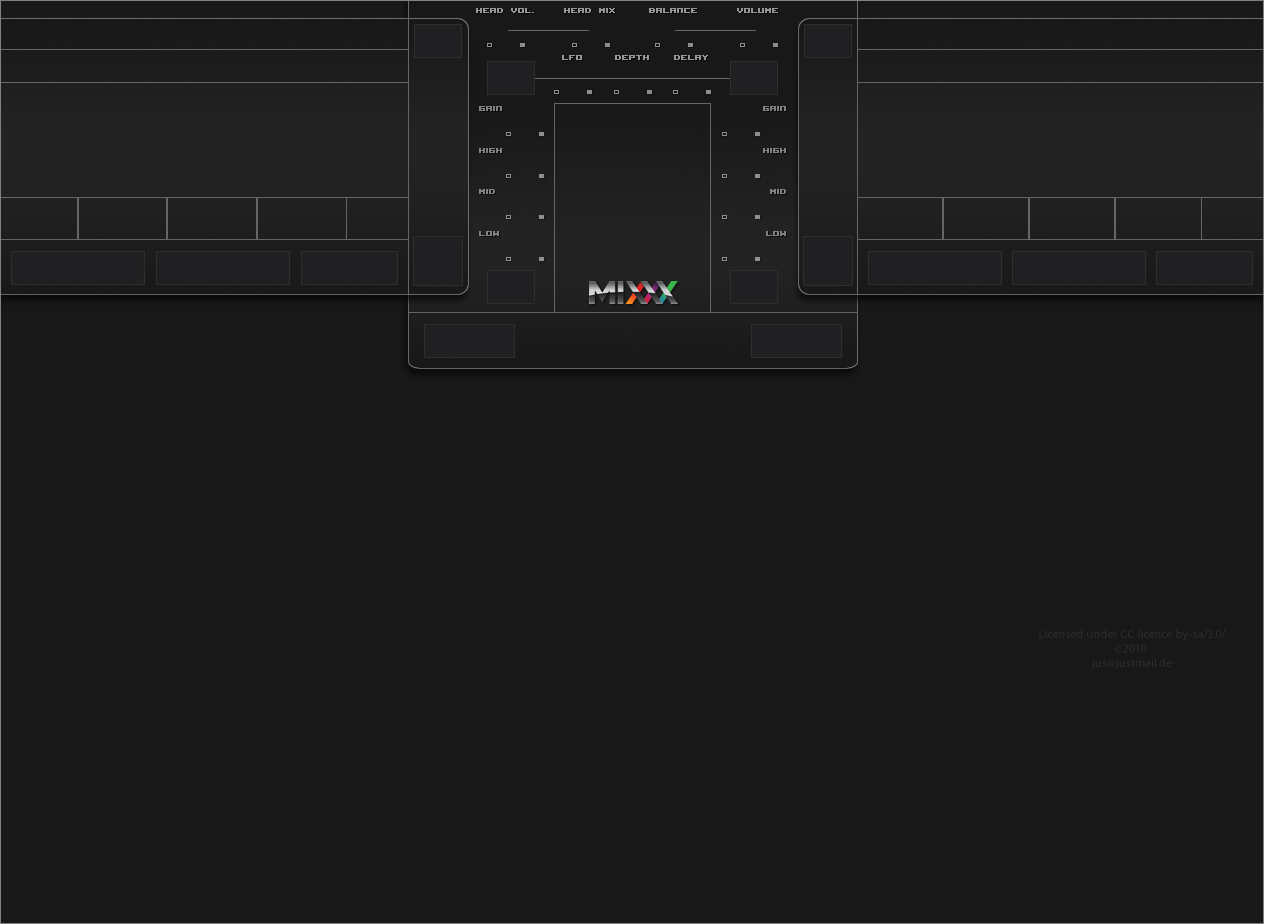 HEAD VOL. HEAD MIX BALANCE VOLUME
LFO DEPTH DELAY
GAIN GAIN
HIGH HIGH
MID MID
LOW LOW
MIXXX
Licensed under CC licence by-sa/3.0/
©2010
jus@justmail.de